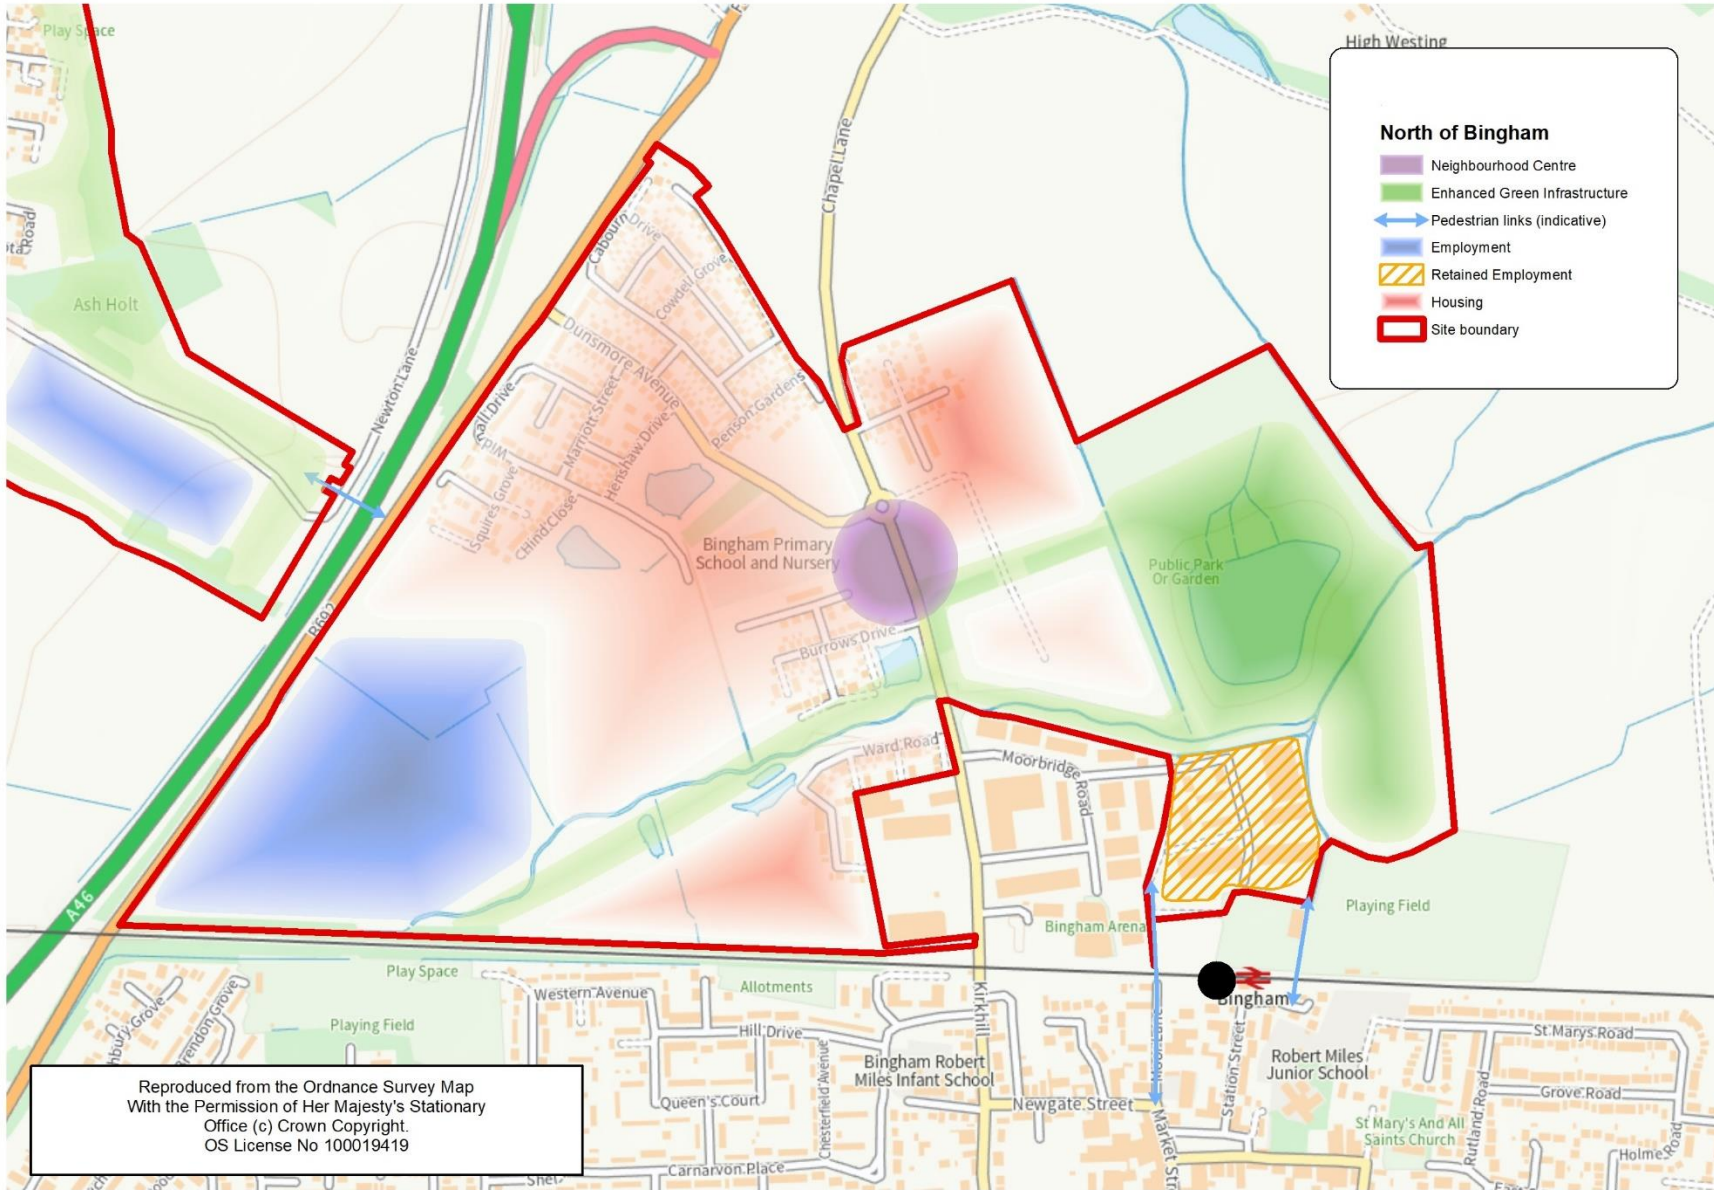 Play Space
High Westing
North of Bingham
Neighbourhood Centre
Enhanced Green Infrastructure
Pedestrian links (indicative)
Employment
Retained Employment
Housing
Site boundary
Chapel Lane
Cabourn
Drive
Cowdell Grove
Ash Holt
Newton Lane
Dunsmore Avenue
Penson Gardens
Marriott Street
Henshaw Drive
Squires Grove
Hind Close
Bingham Primary
School and Nursery
Public Park
Or Garden
Burrows Drive
Ward Road
Moorbridge
Road
A46
Bingham Arena
Playing Field
Play Space
Allotments
Western Avenue
Kirkhill
Bingham
Playing Field
Hill Drive
Brendon Grove
Chesterfield Avenue
Bingham Robert
Miles Infant School
Station Street
Robert Miles
Junior School
St Marys Road
Grove Road
Rutland Road
Queen's Court
Newgate Street
St Mary's And All
Saints Church
Holme Road
Carnarvon Place
Reproduced from the Ordnance Survey Map
With the Permission of Her Majesty's Stationary
Office (c) Crown Copyright.
OS License No 100019419